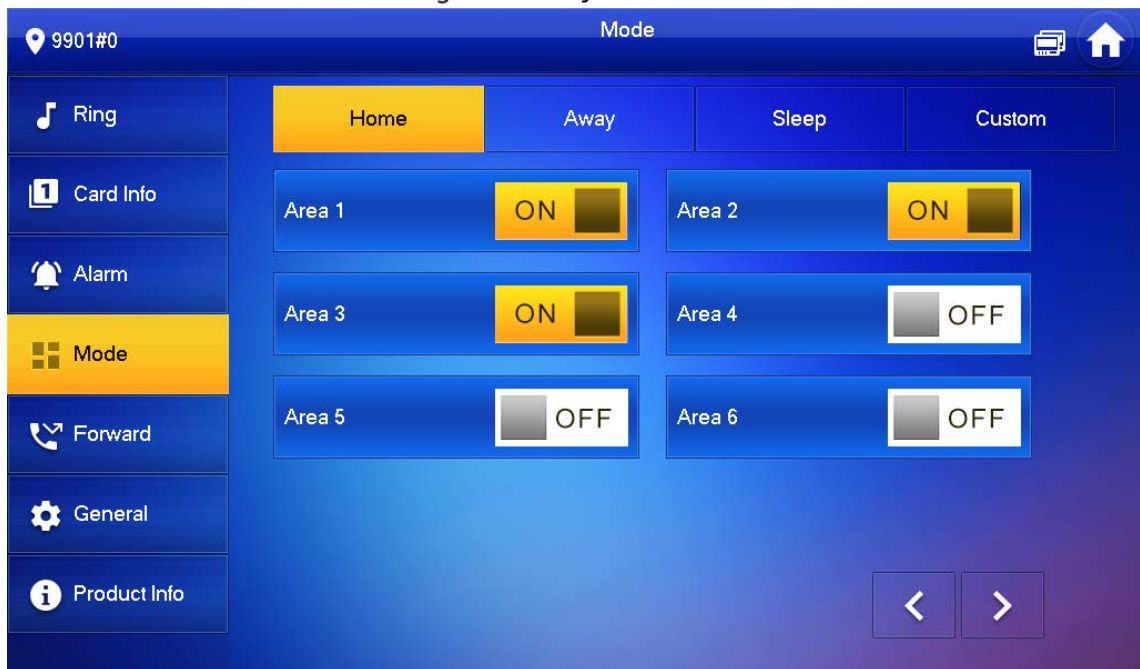 Mode
9901#0
Ring
Card Info
Alarm
Mode
Forward
General
Product Info
Home Away Sleep Custom
Area 1 ON Area 2 ON
Area 3 ON Area 4 OFF
Area 5 OFF Area 6 OFF